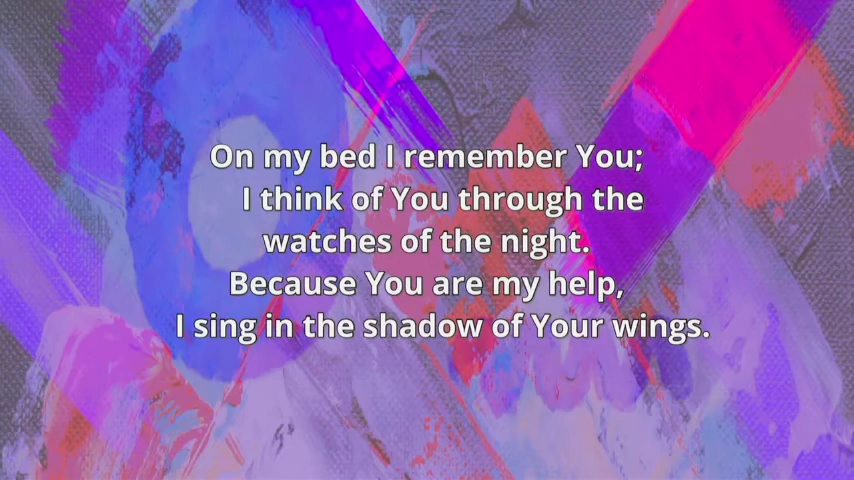 On my bed I remember You;
I think of You through the
watches of the night.
Because You are my help,
I sing in the shadow of Your wings.